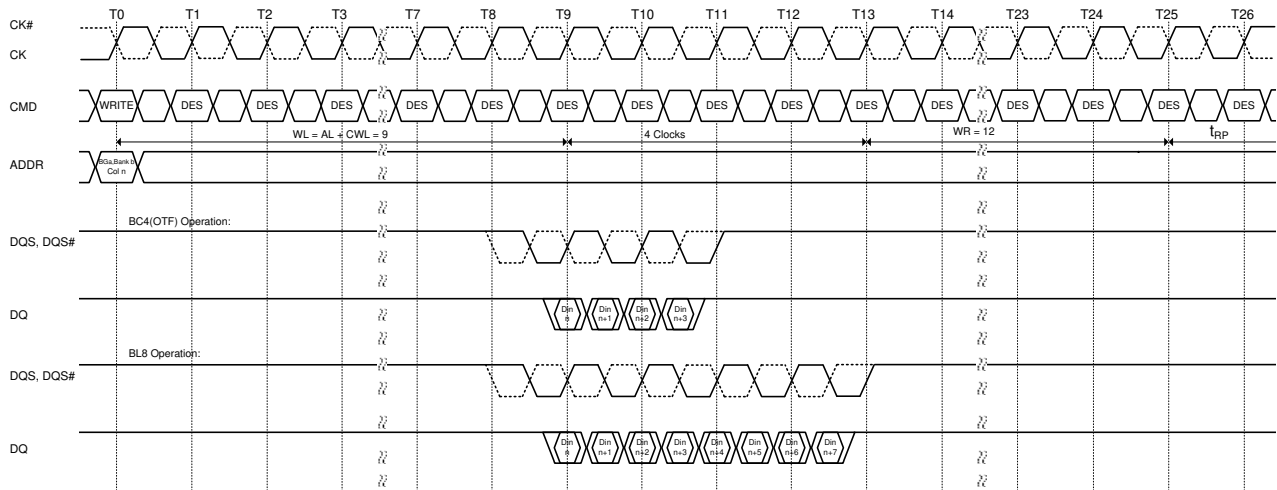 T0 T1 T2 T3 T7 T8 T9 T10 T11 T12 T13 T14 T23 T24 T25 T26
CK#
CK
CMD WRITE DES DES DES DES DES DES DES DES DES DES DES DES DES DES DES
WL = AL + CWL = 9 4 Clocks WR = 12 tRP
ADDR BGa,Bank b
Col n
BC4(OTF) Operation:
DQS, DQS#
DQ Din n Din n+1 Din n+2 Din n+3
BL8 Operation:
DQS, DQS#
DQ Din n Din n+1 Din n+2 Din n+3 Din n+4 Din n+5 Din n+6 Din n+7